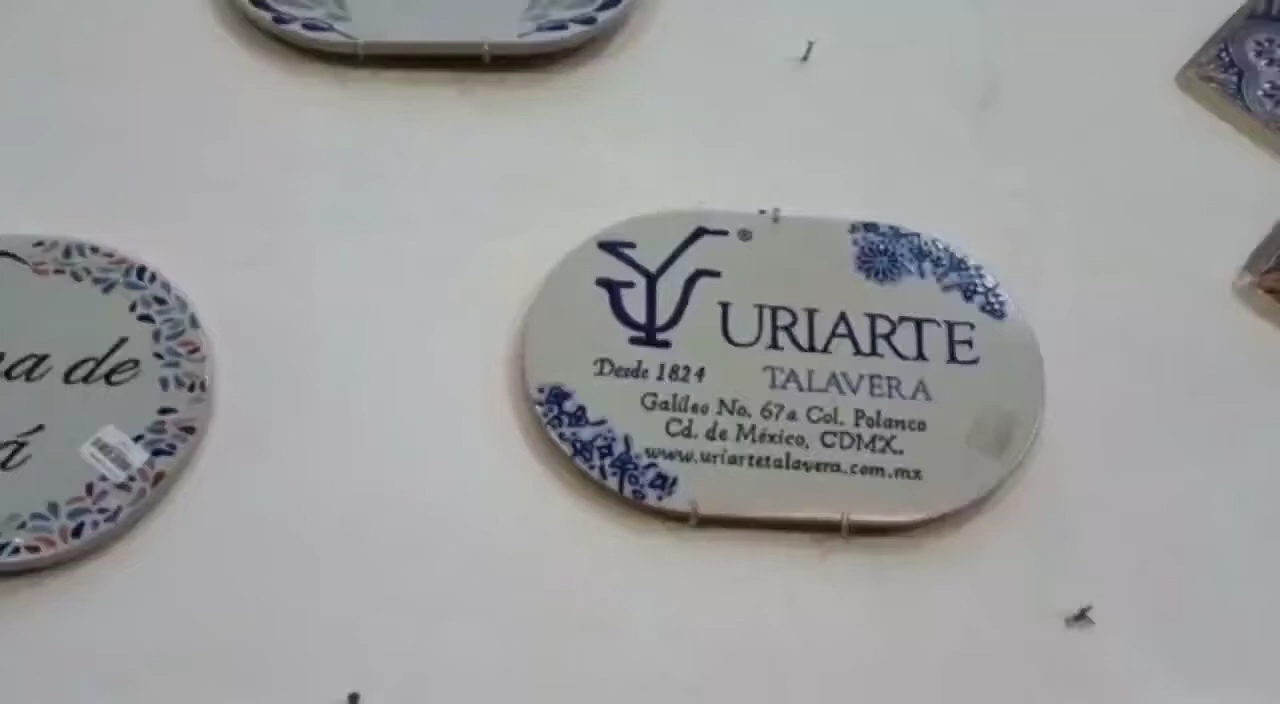 a de
á
®
URIARTE
Desde 1824
TALAVERA
Galileo No. 67a Col. Polanco
Cd. de México, CDMX.
www.uriartetalavera.com.mx